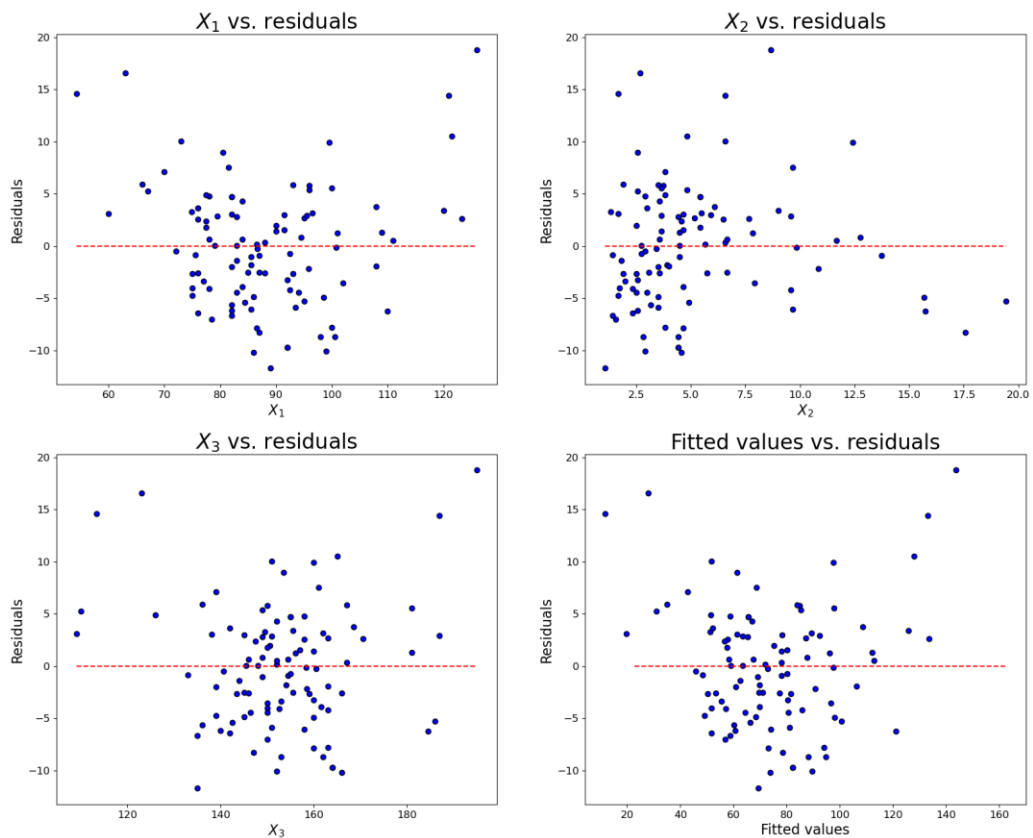 X₁ vs. residuals
20
15
10
5
0
−5
−10
Residuals
60 80 100 120
X₁
X₂ vs. residuals
20
15
10
5
0
−5
−10
Residuals
2.5 5.0 7.5 10.0 12.5 15.0 17.5 20.0
X₂
X₃ vs. residuals
20
15
10
5
0
−5
−10
Residuals
120 140 160 180
X₃
Fitted values vs. residuals
20
15
10
5
0
−5
−10
Residuals
20 40 60 80 100 120 140 160
Fitted values